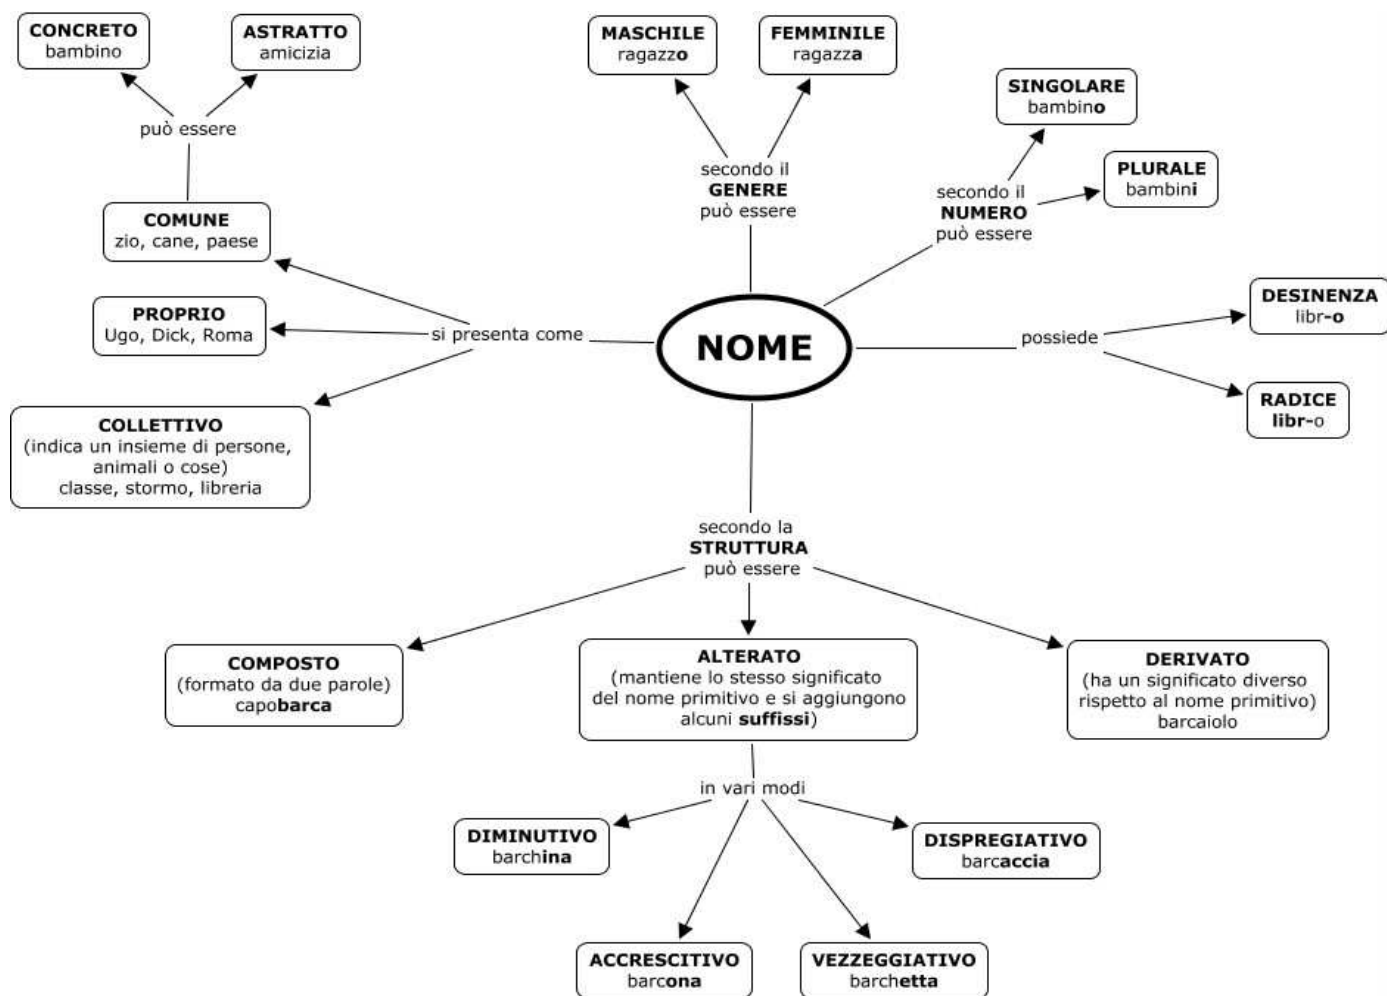 CONCRETO
bambino
ASTRATTO
amicizia
può essere
COMUNE
zio, cane, paese
PROPRIO
Ugo, Dick, Roma
COLLETTIVO
(indica un insieme di persone,
animali o cose)
classe, stormo, libreria
si presenta come
NOME
MASCHILE
ragazzo
FEMMINILE
ragazza
secondo il
GENERE
può essere
SINGOLARE
bambino
PLURALE
bambini
secondo il
NUMERO
può essere
possiede
DESINENZA
libr-o
RADICE
libr-o
secondo la
STRUTTURA
può essere
COMPOSTO
(formato da due parole)
capobarca
ALTERATO
(mantiene lo stesso significato
del nome primitivo e si aggiungono
alcuni suffissi)
DERIVATO
(ha un significato diverso
rispetto al nome primitivo)
barcaiolo
in vari modi
DIMINUTIVO
barchina
DISPREGIATIVO
barcaccia
ACCRESCITIVO
barcona
VEZZEGGIATIVO
barchetta